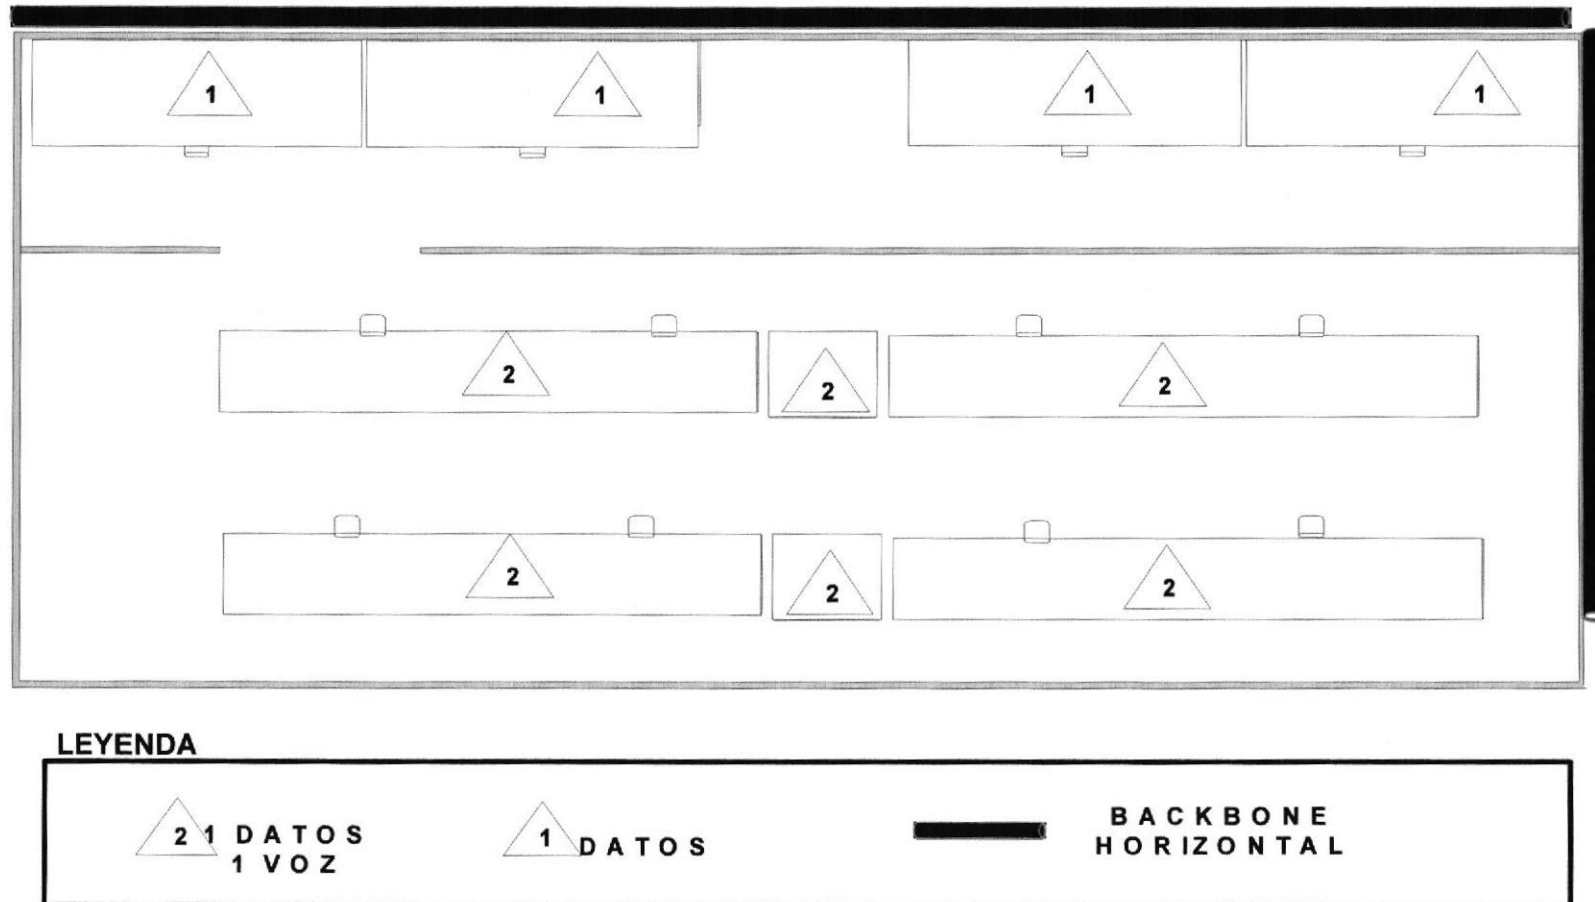 1 1 1 1
2 2 2
2 2 2
LEYENDA
2 1 DATOS
1 VOZ
1 DATOS
BACKBONE
HORIZONTAL